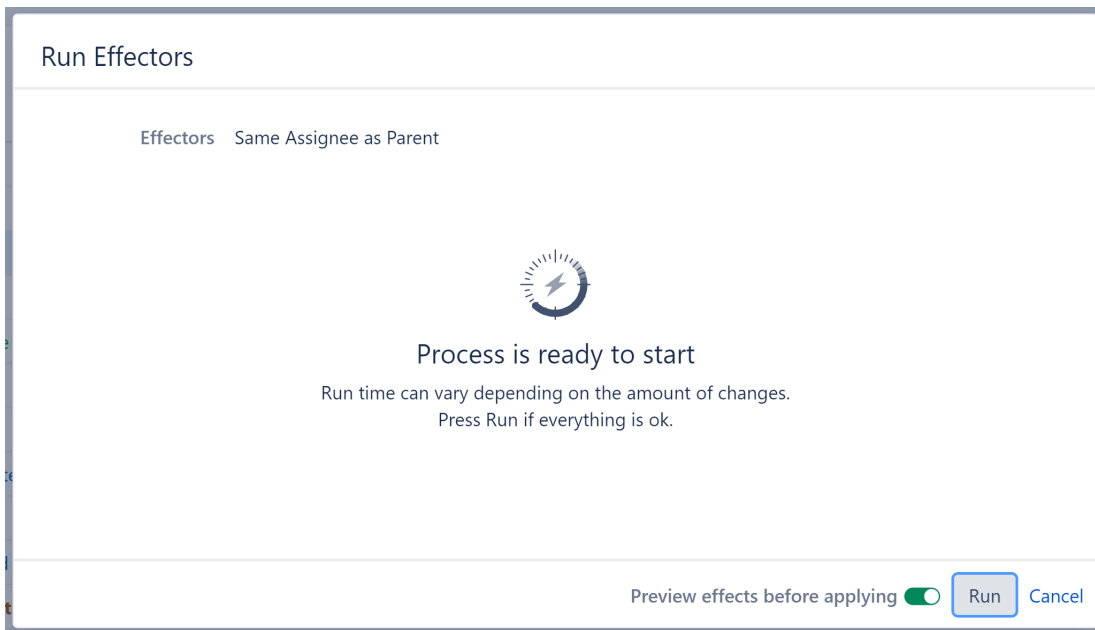 Run Effectors
Effectors Same Assignee as Parent
Process is ready to start
Run time can vary depending on the amount of changes.
Press Run if everything is ok.
Preview effects before applying Run Cancel